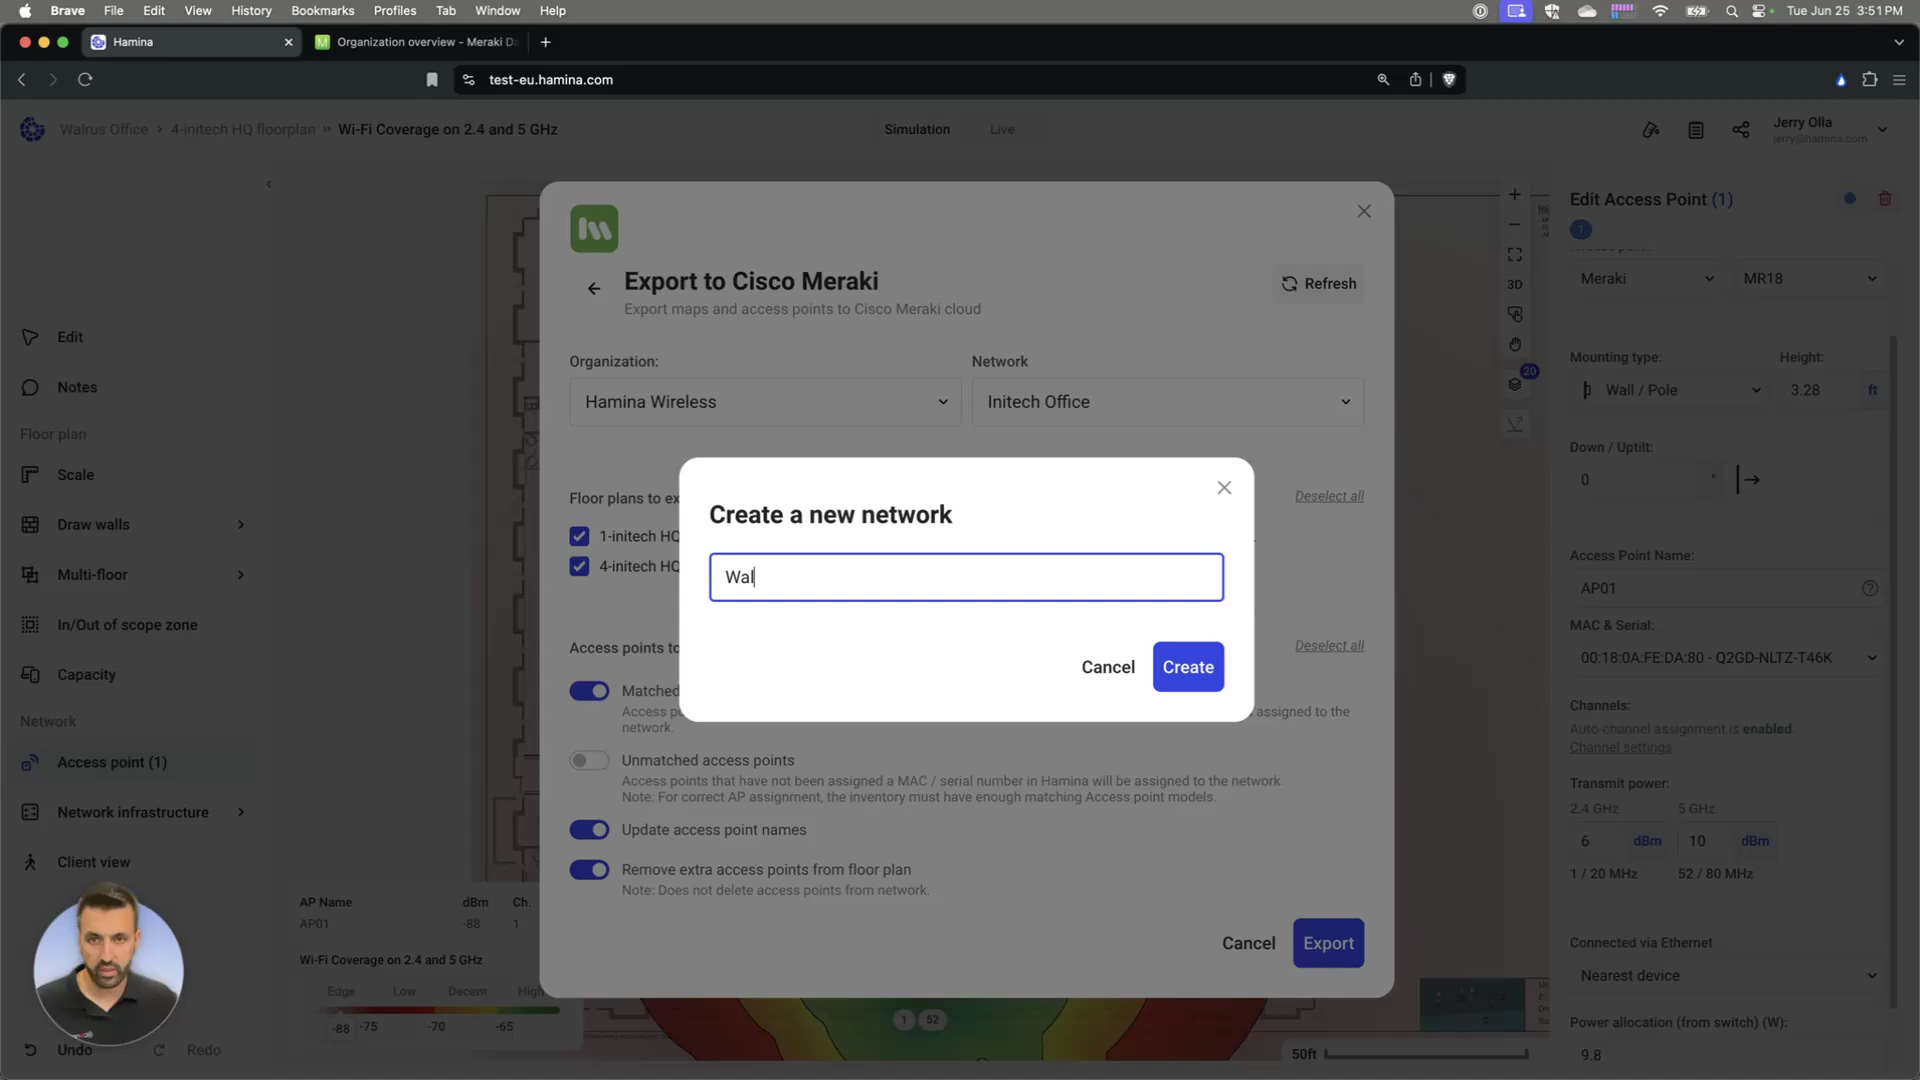 Brave File Edit View History Bookmarks Profiles Tab Window Help Tue Jun 25 3:51 PM
Hamina Organization overview - Meraki Da
test-eu.hamina.com
Walrus Office › 4-initech HQ floorplan » Wi-Fi Coverage on 2.4 and 5 GHz
Simulation Live
Jerry Olla
jerry@hamina.com
Edit
Notes
Floor plan
Scale
Draw walls
Multi-floor
In/Out of scope zone
Capacity
Network
Access point (1)
Network infrastructure
Client view
Undo Redo
AP Name dBm Ch.
AP01 -88 1
Wi-Fi Coverage on 2.4 and 5 GHz
Edge Low Decent High
-88 -75 -70 -65
Export to Cisco Meraki
Export maps and access points to Cisco Meraki cloud
Refresh
Organization: Network
Hamina Wireless Initech Office
Floor plans to ex
Deselect all
1-initech HQ
4-initech HQ
Create a new network
Wal
Cancel Create
Access points to
Deselect all
Matched
Access po
assigned to the
network.
Unmatched access points
Access points that have not been assigned a MAC / serial number in Hamina will be assigned to the network.
Note: For correct AP assignment, the inventory must have enough matching Access point models.
Update access point names
Remove extra access points from floor plan
Note: Does not delete access points from network.
Cancel Export
1 52
50ft
3D
20
Edit Access Point (1)
1
Meraki MR18
Mounting type: Height:
Wall / Pole 3.28 ft
Down / Uptilt:
0 °
Access Point Name:
AP01
MAC & Serial:
00:18:0A:FE:DA:80 - Q2GD-NLTZ-T46K
Channels:
Auto-channel assignment is enabled
Channel settings
Transmit power:
2.4 GHz 5 GHz
6 dBm 10 dBm
1 / 20 MHz 52 / 80 MHz
Connected via Ethernet
Nearest device
Power allocation (from switch) (W):
9.8